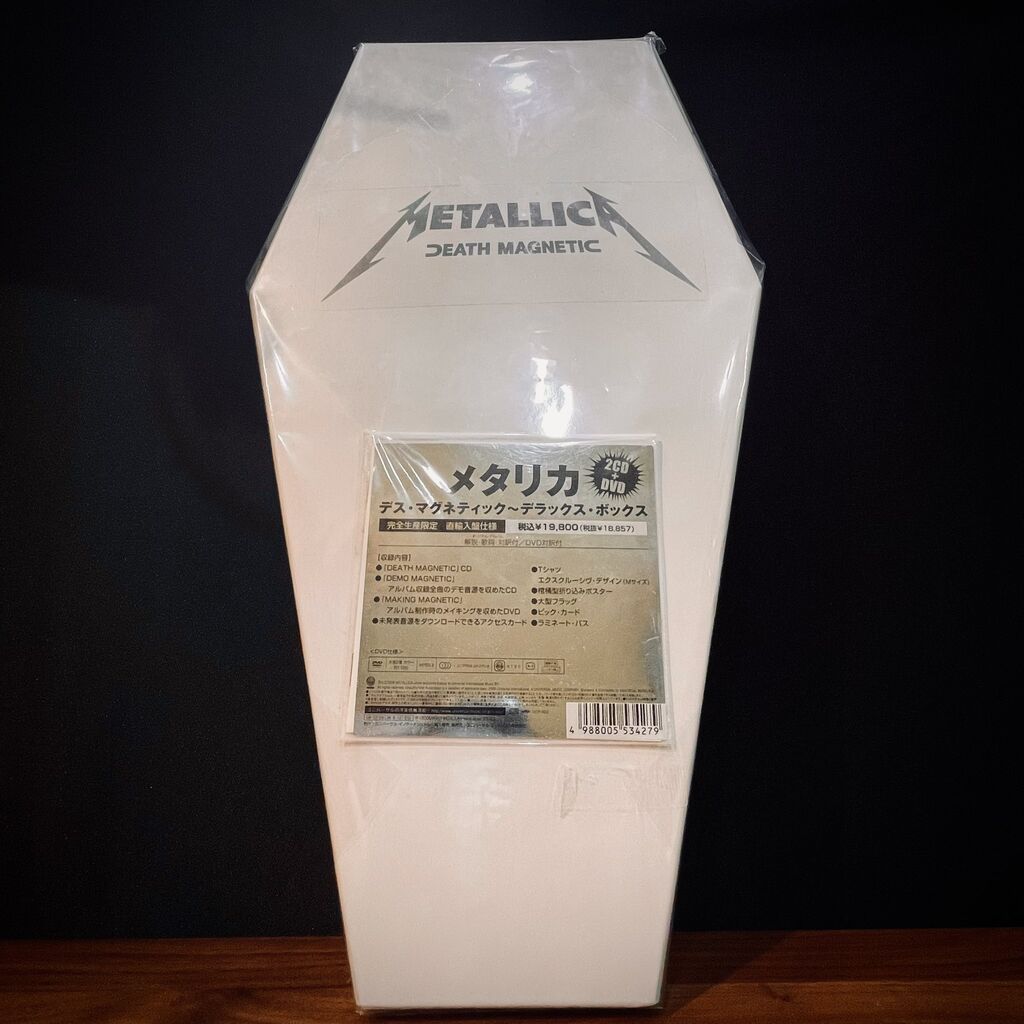 METALLICA
DEATH MAGNETIC
メタリカ
2CD
+
DVD
デス・マグネティック～デラックス・ボックス
完全生産限定 直輸入盤仕様 税込¥19,800(税抜¥18,857)
解説・歌詞 対訳付／DVD対訳付
[収録内容]
●「DEATH MAGNETIC」CD
●「DEMO MAGNETIC」
アルバム収録全曲のデモ音源を収めたCD
●「MAKING MAGNETIC」
アルバム制作時のメイキングを収めたDVD
●未発表音源をダウンロードできるアクセスカード
●Tシャツ
エクスクルーシヴ・デザイン(Mサイズ)
●棺桶型折り込みポスター
●大型フラッグ
●ピック・カード
●ラミネート・パス
<DVD仕様>
4 988005 534279